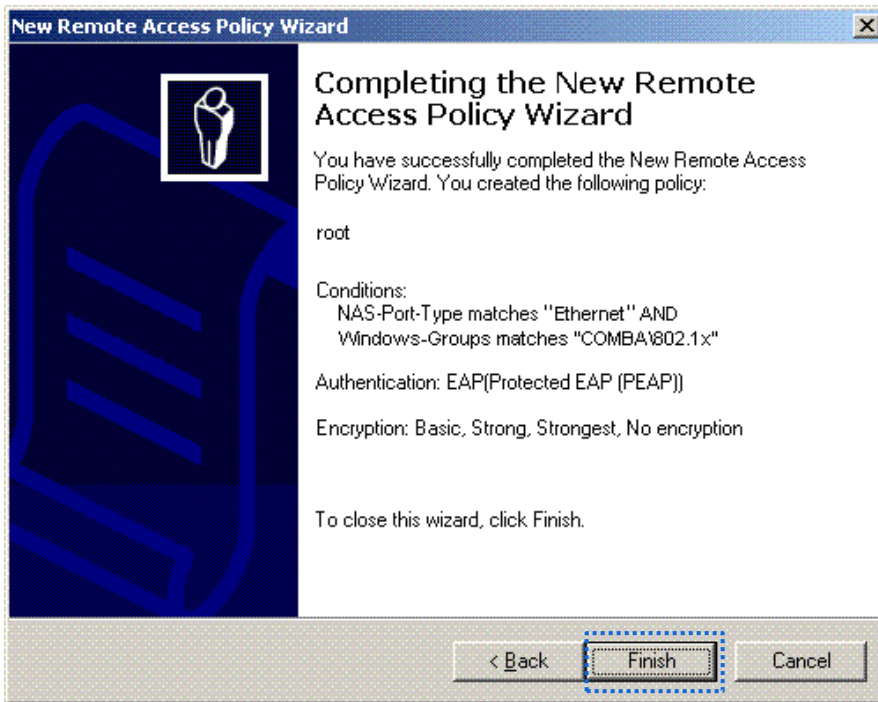 New Remote Access Policy Wizard
Completing the New Remote
Access Policy Wizard
You have successfully completed the New Remote Access
Policy Wizard. You created the following policy:
root
Conditions:
NAS-Port-Type matches "Ethernet" AND
Windows-Groups matches "COMBA\802.1x"
Authentication: EAP(Protected EAP (PEAP))
Encryption: Basic, Strong, Strongest, No encryption
To close this wizard, click Finish.
< Back Finish Cancel